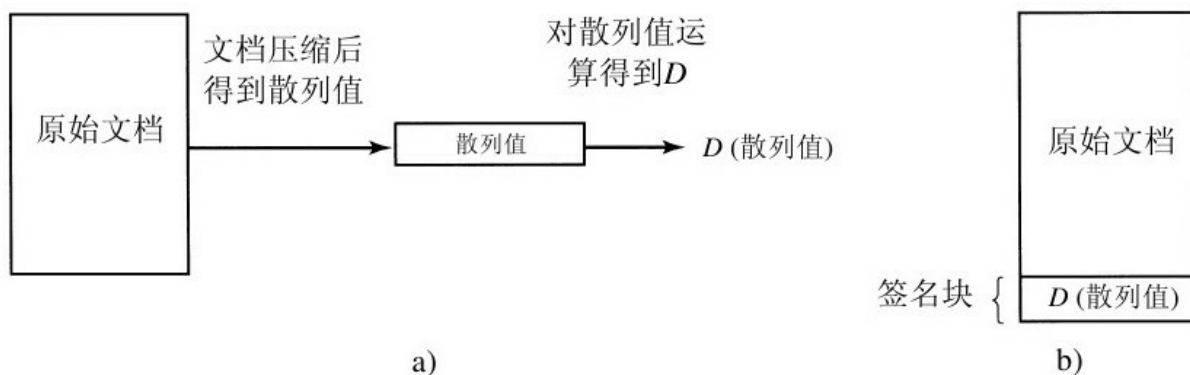 原始文档
文档压缩后
得到散列值
散列值
对散列值运
算得到D
D (散列值)
a)
原始文档
签名块
D (散列值)
b)